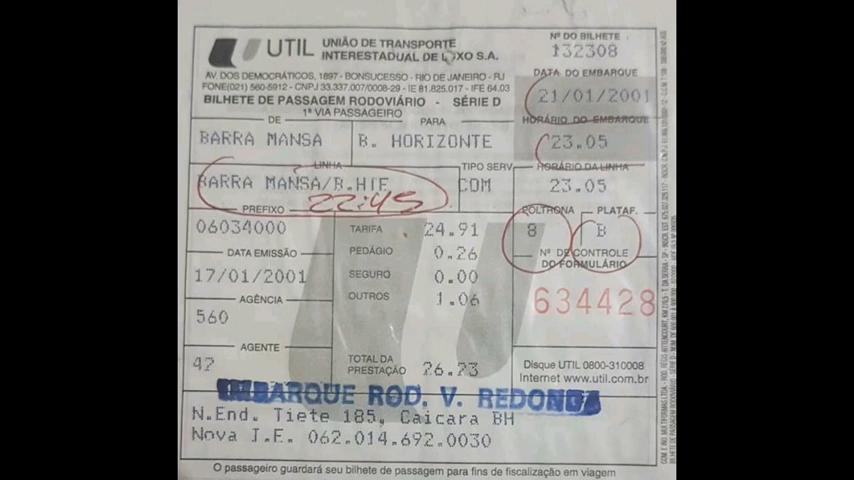 UTIL UNIÃO DE TRANSPORTE
INTERESTADUAL DE LUXO S.A.
AV. DOS DEMOCRÁTICOS, 1897 - BONSUCESSO - RIO DE JANEIRO - RJ
FONE(021) 560-5912 - CNPJ 33.337.007/0008-29 - IE 81.825.017 - IFE 64.03
BILHETE DE PASSAGEM RODOVIÁRIO - SÉRIE D
1ª VIA PASSAGEIRO
Nº DO BILHETE
132308
DATA DO EMBARQUE
21/01/2001
HORÁRIO DO EMBARQUE
23.05
DE PARA
BARRA MANSA B. HORIZONTE
LINHA TIPO SERV HORÁRIO DA LINHA
BARRA MANSA/B.HTE COM 23.05
22:45
PREFIXO
06034000
POLTRONA PLATAF.
8 B
TARIFA 24.91
PEDÁGIO 0.26
SEGURO 0.00
OUTROS 1.06
DATA EMISSÃO
17/01/2001
Nº DE CONTROLE
DO FORMULÁRIO
634428
AGÊNCIA
560
AGENTE
42
TOTAL DA
PRESTAÇÃO 26.23
Disque UTIL 0800-310008
Internet www.util.com.br
EMBARQUE ROD. V. REDONDA
N.End. Tiete 185, Caicara BH
Nova I.E. 062.014.692.0030
O passageiro guardará seu bilhete de passagem para fins de fiscalização em viagem